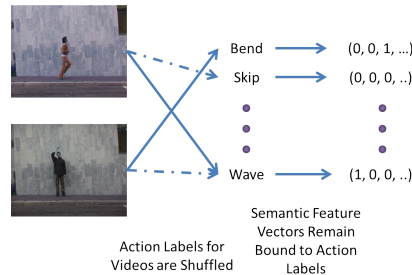 Bend
(0, 0, 1, ...)
Skip
(0, 0, 0, ..)
Wave
(1, 0, 0, ..)
Action Labels for
Videos are Shuffled
Semantic Feature
Vectors Remain
Bound to Action
Labels